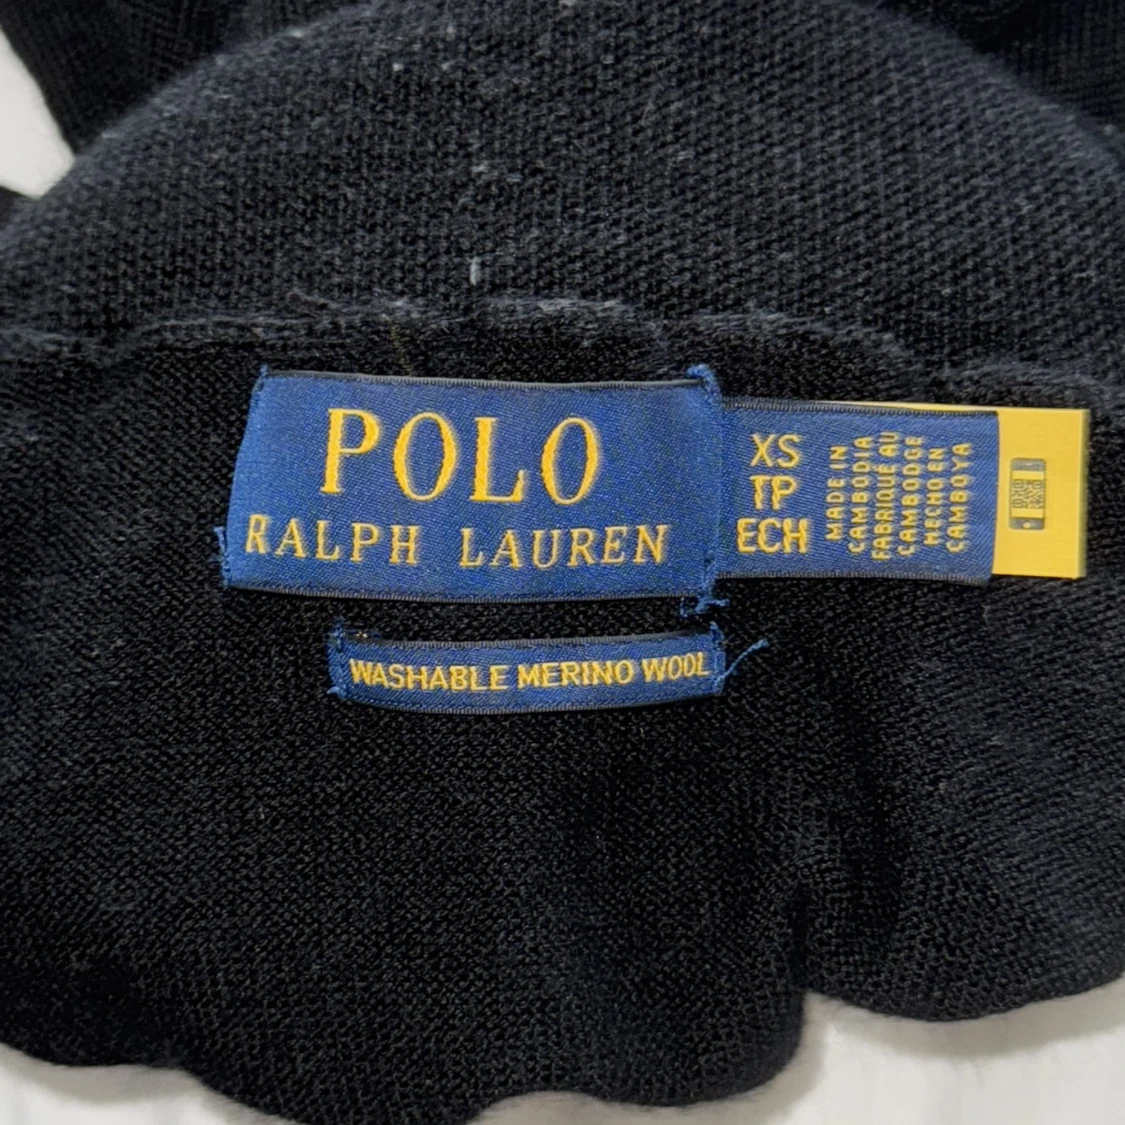 POLO
RALPH LAUREN
XS
TP
ECH
MADE IN
CAMBODIA
FABRIQUÉ AU
CAMBODGE
HECHO EN
CAMBOYA
WASHABLE MERINO WOOL